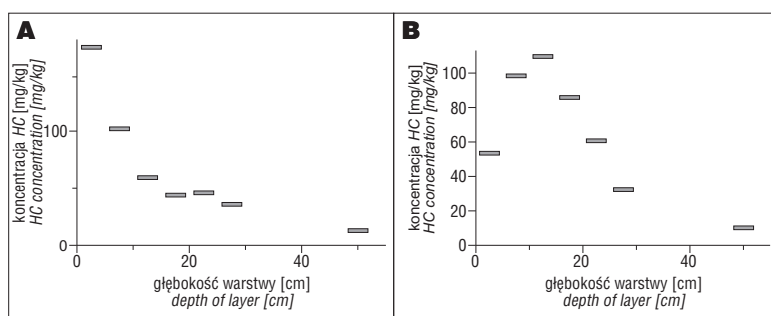 A
koncentracja HC [mg/kg]
HC concentration [mg/kg]
100
0
0
20
40
głębokość warstwy [cm]
depth of layer [cm]
B
koncentracja HC [mg/kg]
HC concentration [mg/kg]
100
80
60
40
20
0
0
20
40
głębokość warstwy [cm]
depth of layer [cm]